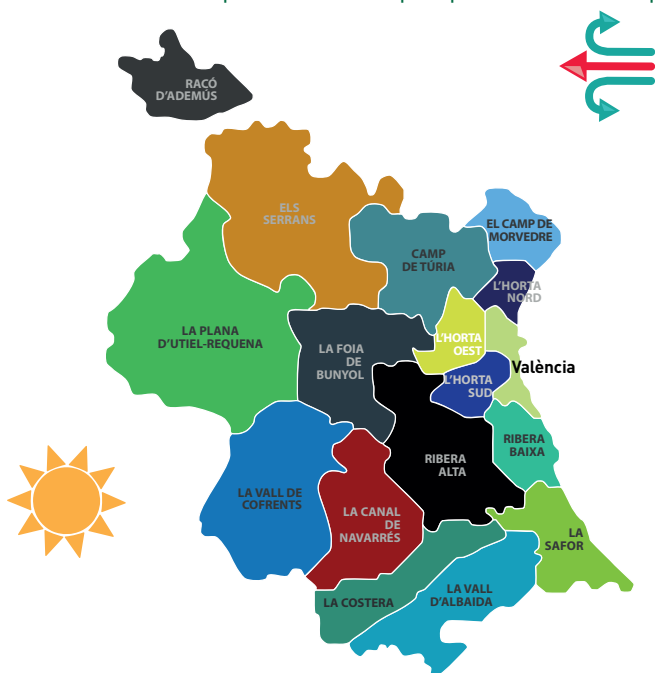 RACÓ
D'ADEMÚS
ELS
SERRANS
EL CAMP DE
MORVEDRE
CAMP
DE TÚRIA
L'HORTA
NORD
LA PLANA
D'UTIEL-REQUENA
LA FOIA
DE
BUNYOL
L'HORTA
OEST
València
L'HORTA
SUD
RIBERA
BAIXA
RIBERA
ALTA
LA VALL DE
COFRENTS
LA CANAL
DE
NAVARRÉS
LA
SAFOR
LA COSTERA
LA VALL
D'ALBAIDA